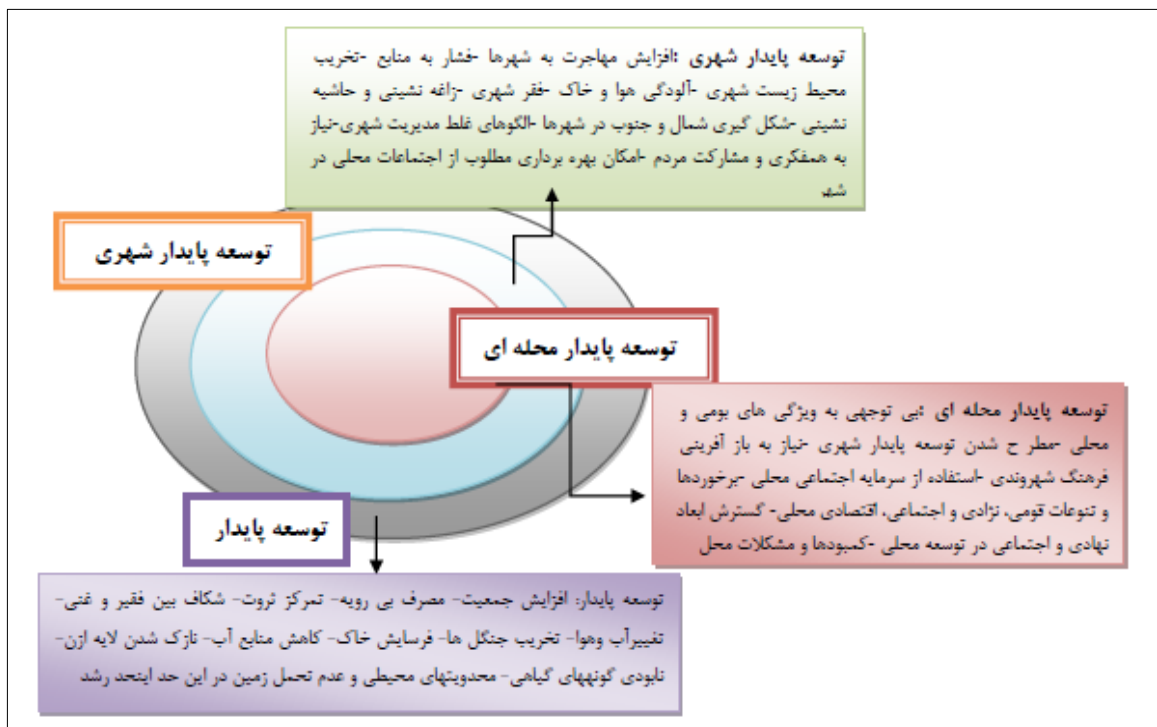 توسعه پایدار شهری :افزایش مهاجرت به شهرها -فشار به منابع -تخریب
محیط زیست شهری -آلودگی هوا و خاک -فقر شهری -زاغه نشینی و حاشیه
نشینی -شکل گیری شمال و جنوب در شهرها -الگوهای غلط مدیریت شهری-نیاز
به همفکری و مشارکت مردم -امکان بهره برداری مطلوب از اجتماعات محلی در
شهر
توسعه پایدار شهری
توسعه پایدار محله ای
توسعه پایدار محله ای :بی توجهی به ویژگی های بومی و
محلی -مطر ح شدن توسعه پایدار شهری -نیاز به باز آفرینی
فرهنگ شهروندی -استفاده از سرمایه اجتماعی محلی -برخوردها
و تنوعات قومی، نژادی و اجتماعی، اقتصادی محلی- گسترش ابعاد
نهادی و اجتماعی در توسعه محلی -کمبودها و مشکلات محل
توسعه پایدار
توسعه پایدار: افزایش جمعیت- مصرف بی رویه- تمرکز ثروت- شکاف بین فقیر و غنی-
تغییرآب وهوا- تخریب جنگل ها- فرسایش خاک- کاهش منابع آب- نازک شدن لایه ازن-
نابودی گونههای گیاهی- محدویتهای محیطی و عدم تحمل زمین در این حد اینحد رشد